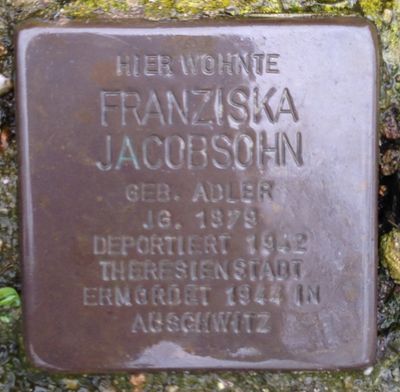 HIER WOHNTE
FRANZISKA
JACOBSOHN
GEB. ADLER
JG. 1879
DEPORTIERT 1942
THERESIENSTADT
ERMORDET 1944 IN
AUSCHWITZ